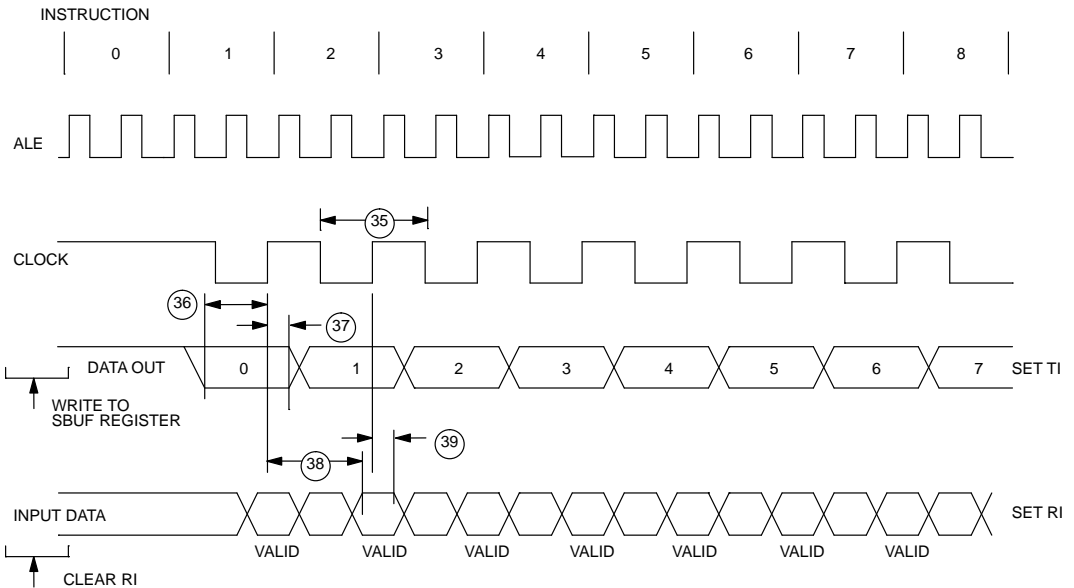 INSTRUCTION
0 1 2 3 4 5 6 7 8
ALE
35
CLOCK
36
37
DATA OUT 0 1 2 3 4 5 6 7 SET TI
WRITE TO
SBUF REGISTER
39
38
INPUT DATA SET RI
VALID VALID VALID VALID VALID VALID VALID
CLEAR RI